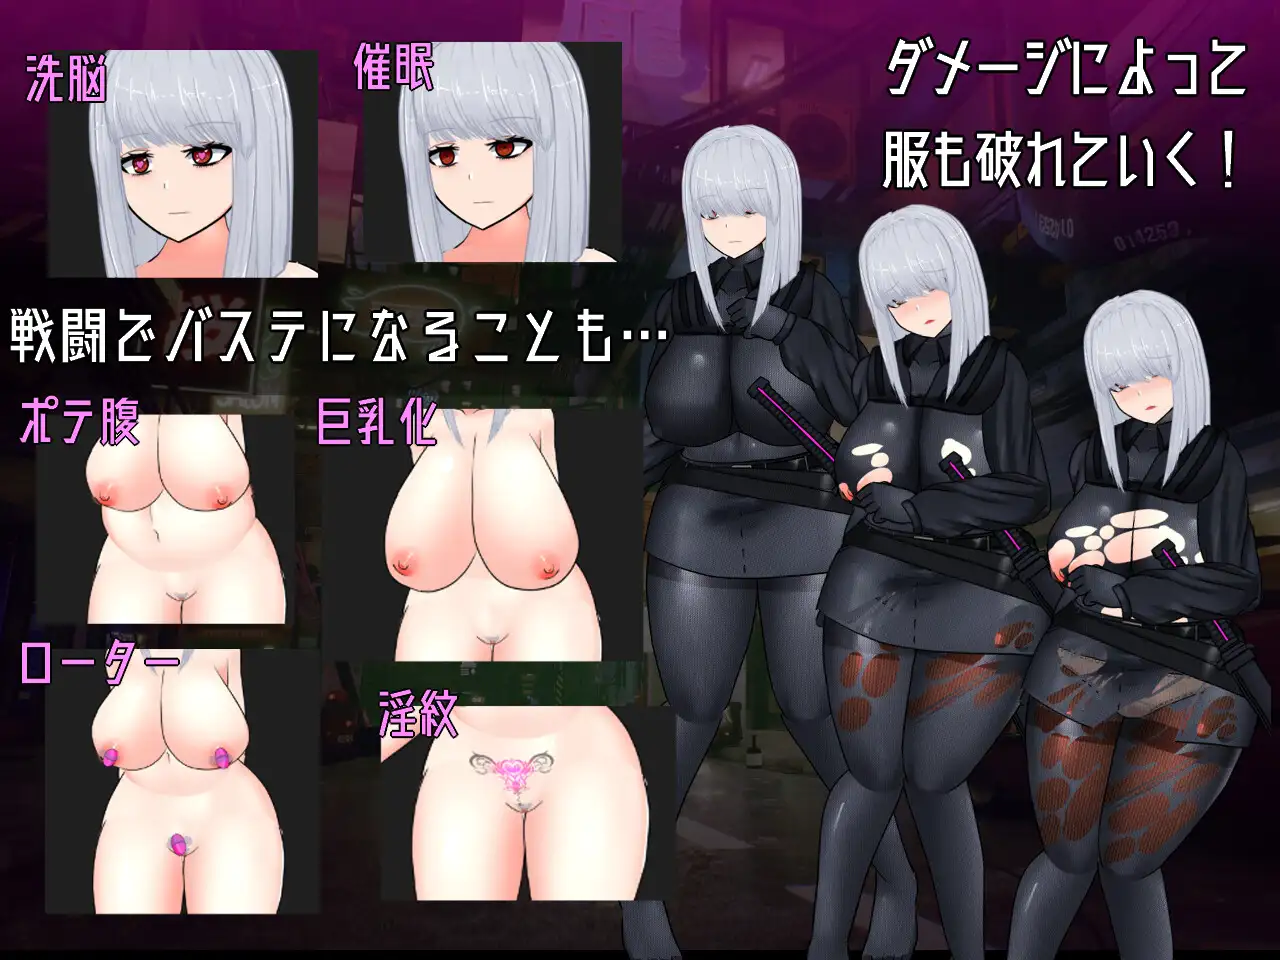 洗脳
催眠
ダメージによって
服も破れていく！
戦闘でバステになることも…
ポテ腹
巨乳化
ローター
淫紋